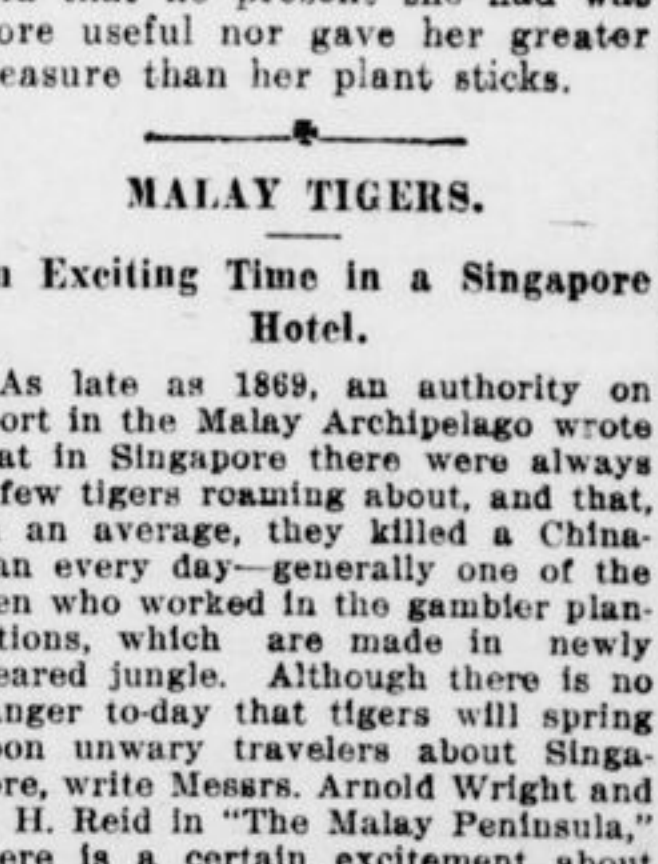 ore useful nor gave her greater
easure than her plant sticks.
MALAY TIGERS.
n Exciting Time in a Singapore
Hotel.
As late as 1869, an authority on
ort in the Malay Archipelago wrote
at in Singapore there were always
few tigers roaming about, and that,
an average, they killed a China-
an every day—generally one of the
en who worked in the gambier plan-
tions, which are made in newly
eared jungle. Although there is no
nger to-day that tigers will spring
on unwary travelers about Singa-
re, write Messrs. Arnold Wright and
H. Reid in "The Malay Peninsula,"
ere is a certain excitement about